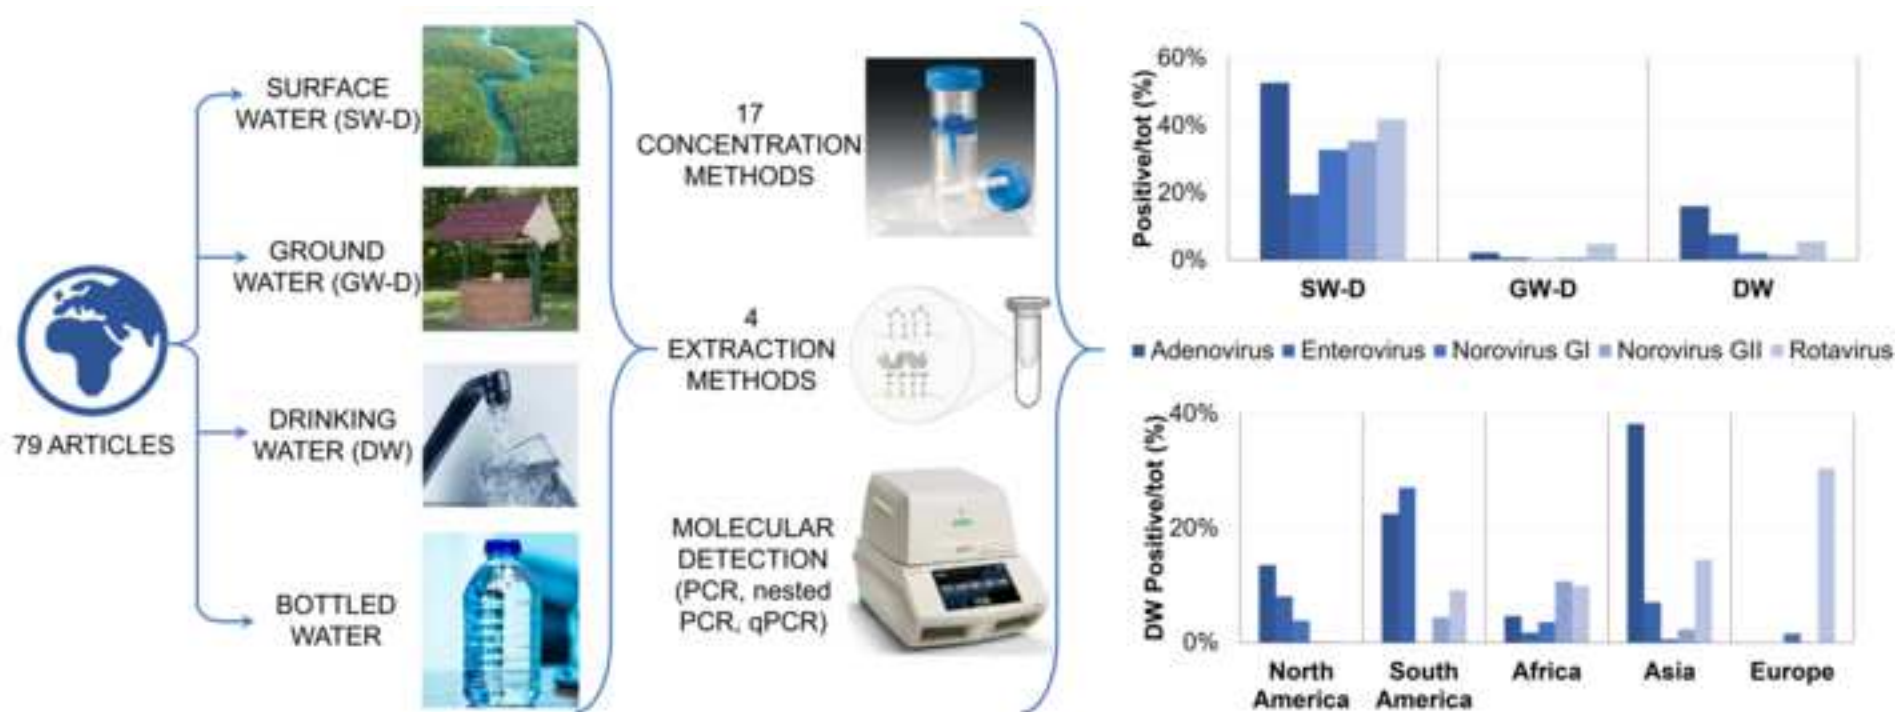 79 ARTICLES
SURFACE
WATER (SW-D)
GROUND
WATER (GW-D)
DRINKING
WATER (DW)
BOTTLED
WATER
17
CONCENTRATION
METHODS
4
EXTRACTION
METHODS
MOLECULAR
DETECTION
(PCR, nested
PCR, qPCR)
Positive/tot (%)
60%
40%
20%
0%
SW-D GW-D DW
Adenovirus Enterovirus Norovirus GI Norovirus GII Rotavirus
DW Positive/tot (%)
40%
20%
0%
North
America
South
America
Africa
Asia
Europe